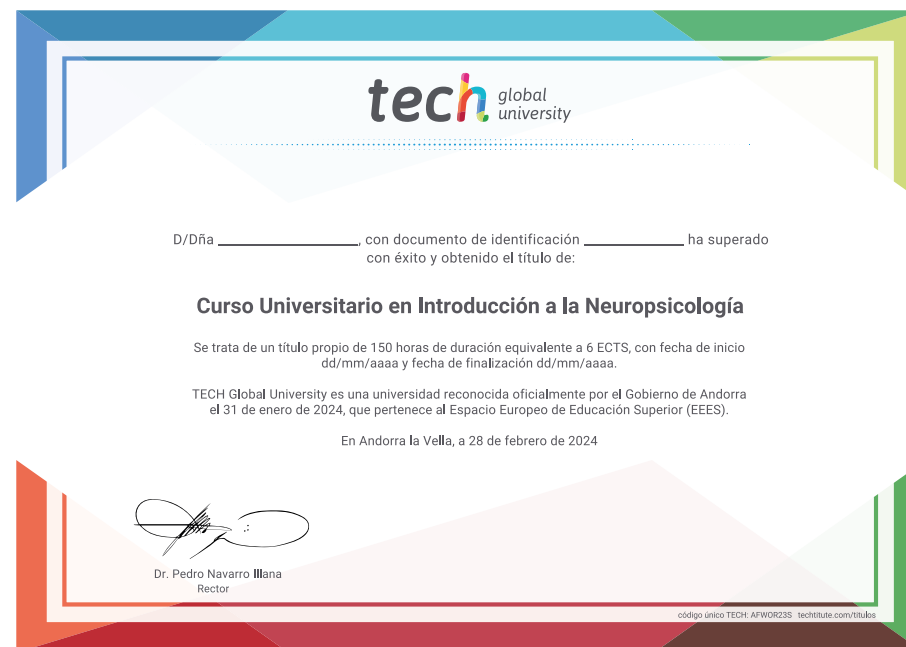 tech global university
D/Dña ______________, con documento de identificación __________ ha superado
con éxito y obtenido el título de:
Curso Universitario en Introducción a la Neuropsicología
Se trata de un título propio de 150 horas de duración equivalente a 6 ECTS, con fecha de inicio
dd/mm/aaaa y fecha de finalización dd/mm/aaaa.
TECH Global University es una universidad reconocida oficialmente por el Gobierno de Andorra
el 31 de enero de 2024, que pertenece al Espacio Europeo de Educación Superior (EEES).
En Andorra la Vella, a 28 de febrero de 2024
Dr. Pedro Navarro Illana
Rector
código único TECH: AFWOR23S techtitute.com/titulos